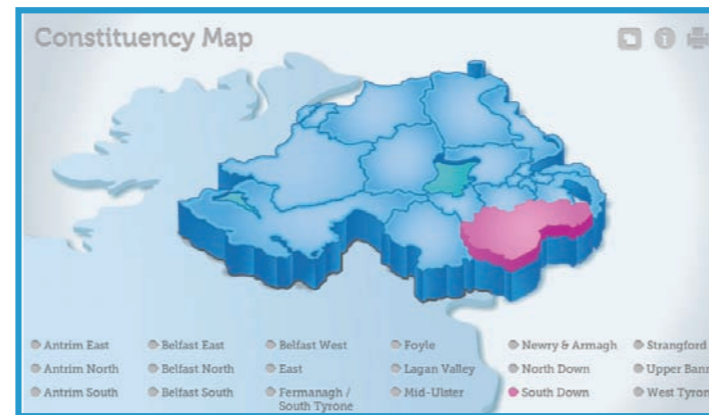 Constituency Map
Antrim East
Belfast East
Belfast West
Foyle
Newry & Armagh
Strangford
Antrim North
Belfast North
East
Lagan Valley
North Down
Upper Bann
Antrim South
Belfast South
Fermanagh /
South Tyrone
Mid-Ulster
South Down
West Tyron